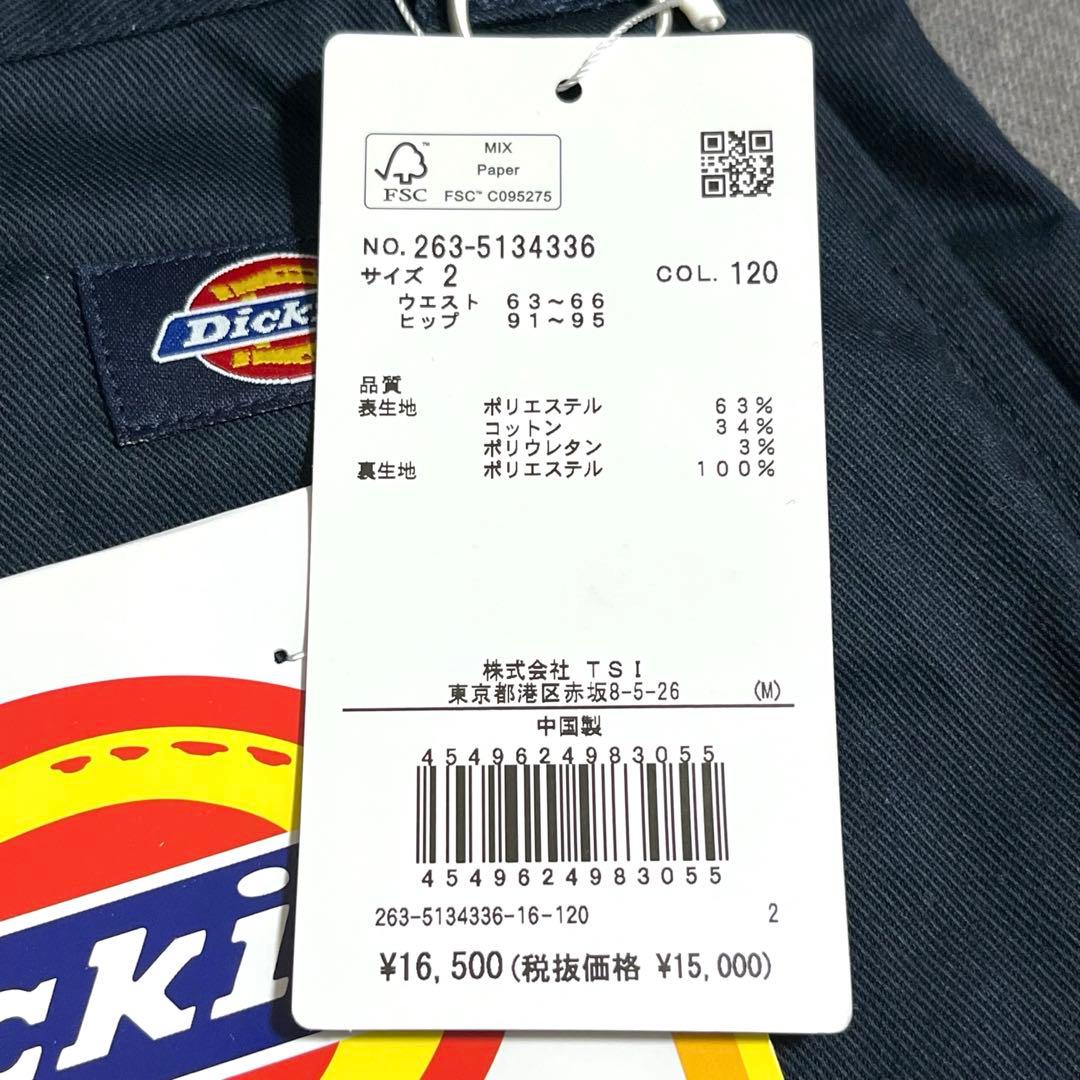 MIX
Paper
FSC™
FSC™ C095275
NO. 263-5134336
サイズ 2 COL. 120
ウエスト 63～66
ヒップ 91～95
品質
表生地 ポリエステル 63%
コットン 34%
ポリウレタン 3%
裏生地 ポリエステル 100%
株式会社 TSI
東京都港区赤坂8-5-26 (M)
中国製
4549624983055
4549624983055
263-5134336-16-120 2
¥16,500(税抜価格 ¥15,000)
Dick
cki